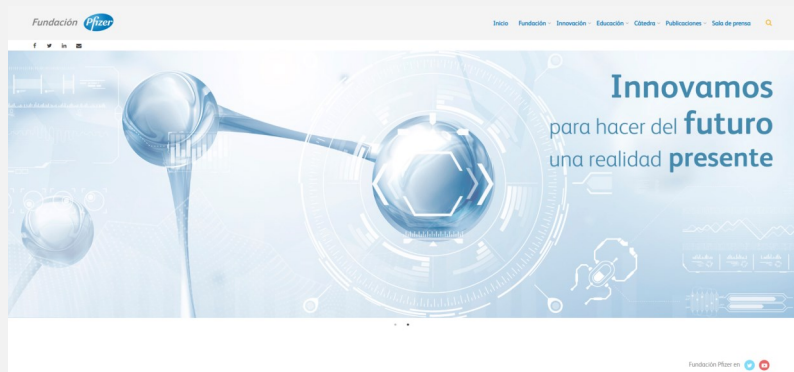 Fundación Pfizer
Inicio Fundación Innovación Educación Cátedra Publicaciones Sala de prensa
Innovamos
para hacer del futuro
una realidad presente
Fundación Pfizer en